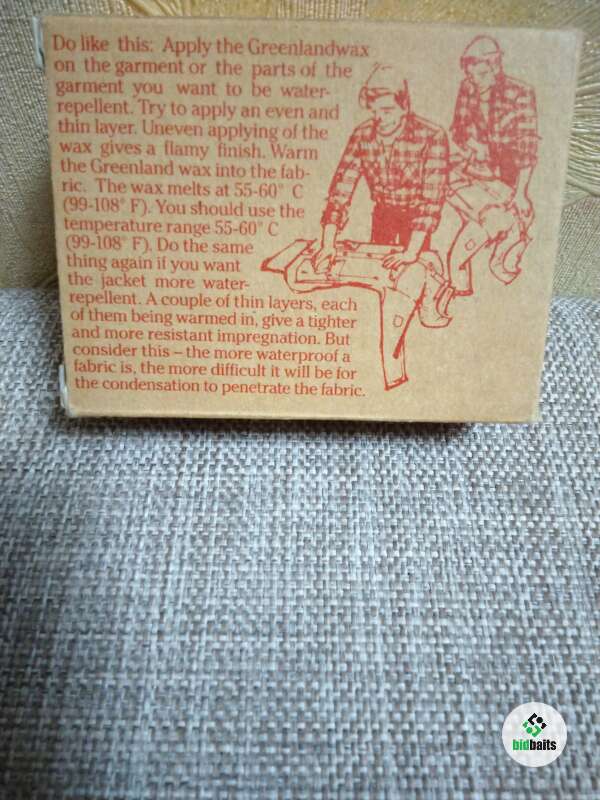 Do like this: Apply the Greenlandwax
on the garment or the parts of the
garment you want to be water-
repellent. Try to apply an even and
thin layer. Uneven applying of the
wax gives a flamy finish. Warm
the Greenland wax into the fab-
ric. The wax melts at 55-60° C
(99-108° F). You should use the
temperature range 55-60° C
(99-108° F). Do the same
thing again if you want
the jacket more water-
repellent. A couple of thin layers, each
of them being warmed in, give a tighter
and more resistant impregnation. But
consider this – the more waterproof a
fabric is, the more difficult it will be for
the condensation to penetrate the fabric.
bidbaits